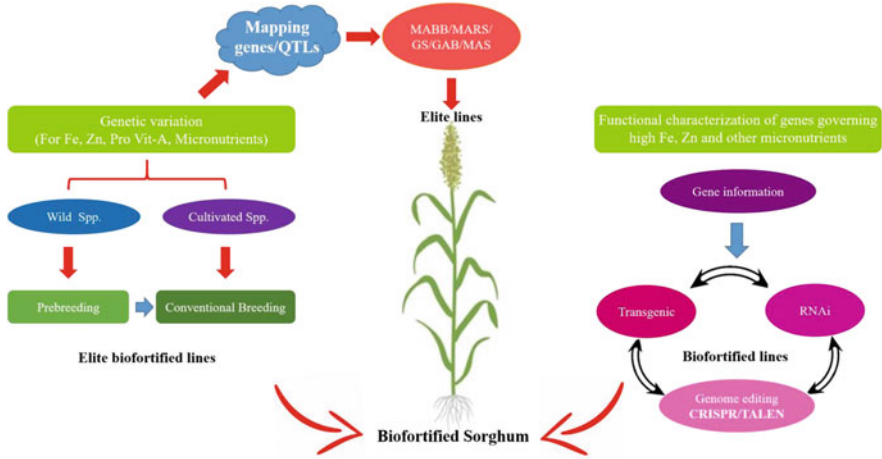 Mapping
genes/QTLs
MABB/MARS/
GS/GAB/MAS
Genetic variation
(For Fe, Zn, Pro Vit-A, Micronutrients)
Wild Spp.
Cultivated Spp.
Prebreeding
Conventional Breeding
Elite biofortified lines
Elite lines
Functional characterization of genes governing
high Fe, Zn and other micronutrients
Gene information
Transgenic
RNAi
Biofortified lines
Genome editing
CRISPR/TALEN
Biofortified Sorghum